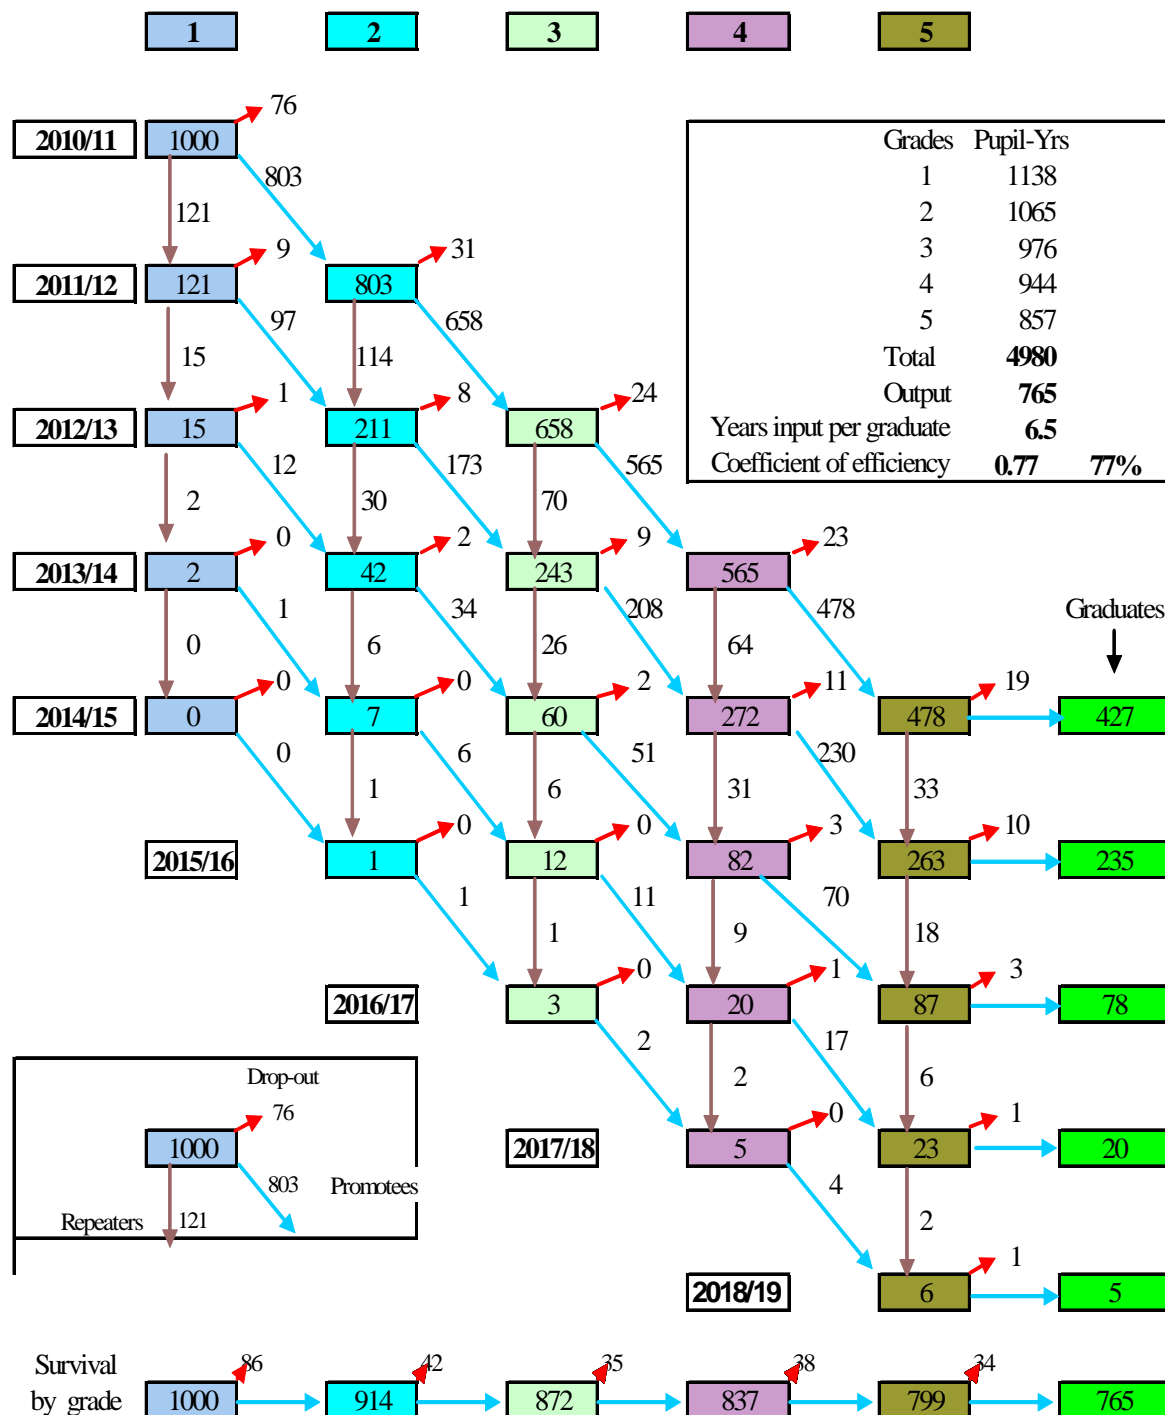 1 2 3 4 5
76
2010/11 1000
Grades Pupil-Yrs
803
1 1138
121
2 1065
9 31
3 976
2011/12 121 803
4 944
97 658
5 857
15 114
Total 4980
1 8 24
Output 765
2012/13 15 211 658
Years input per graduate 6.5
12 173 565
Coefficient of efficiency 0.77 77%
2 30 70
0 2 9 23
2013/14 2 42 243 565
1 34 208 478
Graduates
0 6 26 64
0 0 2 11 19
2014/15 0 7 60 272 478 427
0 6 51 230
1 6 31 33
0 0 3 10
2015/16 1 12 82 263 235
1 11 70
1 9 18
0 1 3
2016/17 3 20 87 78
2 17
2 6
0 1
2017/18 5 23 20
4
2
1
2018/19 6 5
Drop-out
76
1000
803 Promotees
Repeaters 121
Survival
86 42 35 38 34
by grade 1000 914 872 837 799 765